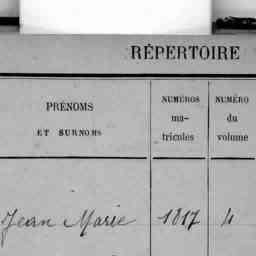 RÉPERTOIRE
PRÉNOMS
ET SURNOMS
NUMÉROS
ma-
tricules
NUMÉRO
du
volume
Jean Marie 1817 4